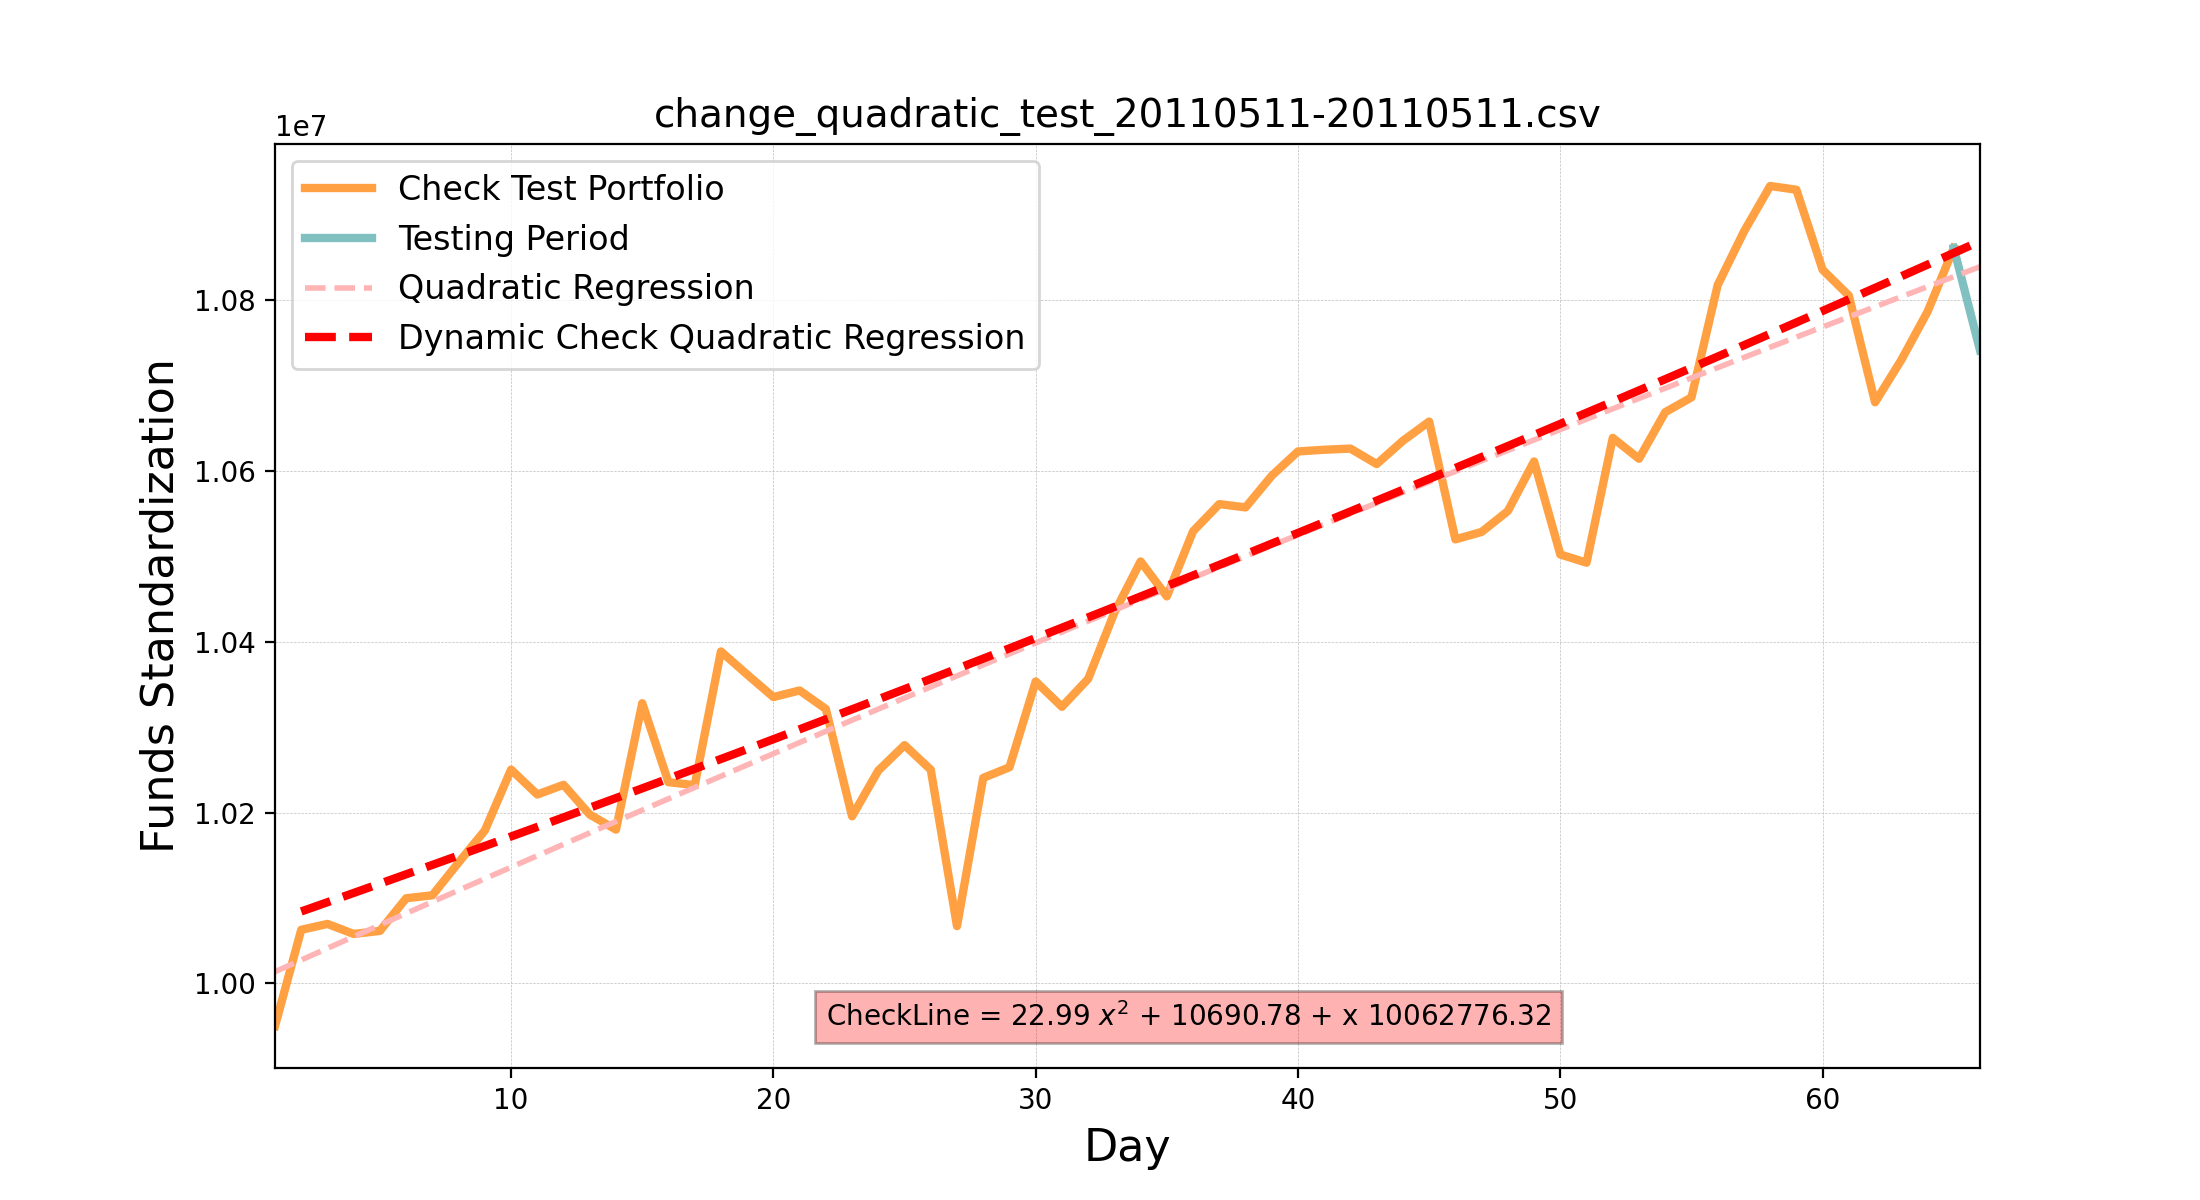 change_quadratic_test_20110511-20110511.csv
1e7
Check Test Portfolio
Testing Period
Quadratic Regression
Dynamic Check Quadratic Regression
1.08
1.06
1.04
1.02
1.00
Funds Standardization
CheckLine = 22.99 x² + 10690.78 + x 10062776.32
10 20 30 40 50 60
Day